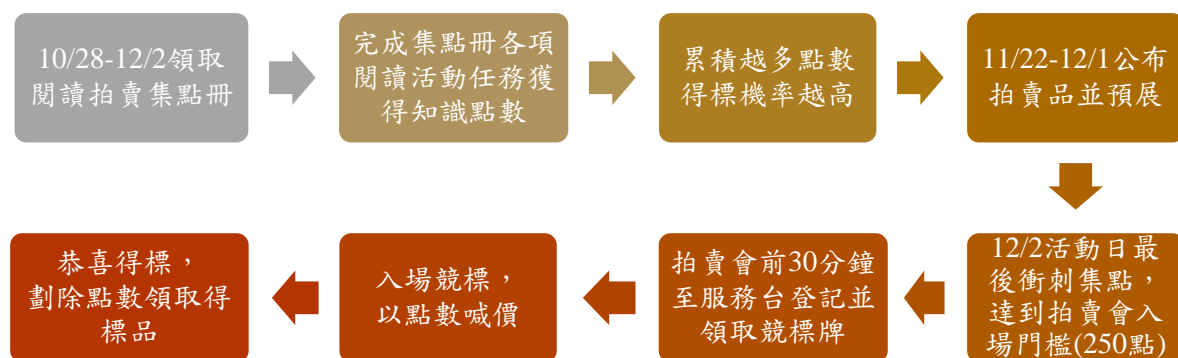 10/28-12/2領取
閱讀拍賣集點冊
完成集點冊各項
閱讀活動任務獲
得知識點數
累積越多點數
得標機率越高
11/22-12/1公布
拍賣品並預展
12/2活動日最
後衝刺集點，
達到拍賣會入
場門檻(250點)
拍賣會前30分鐘
至服務台登記並
領取競標牌
入場競標，
以點數喊價
恭喜得標，
劃除點數領取得
標品